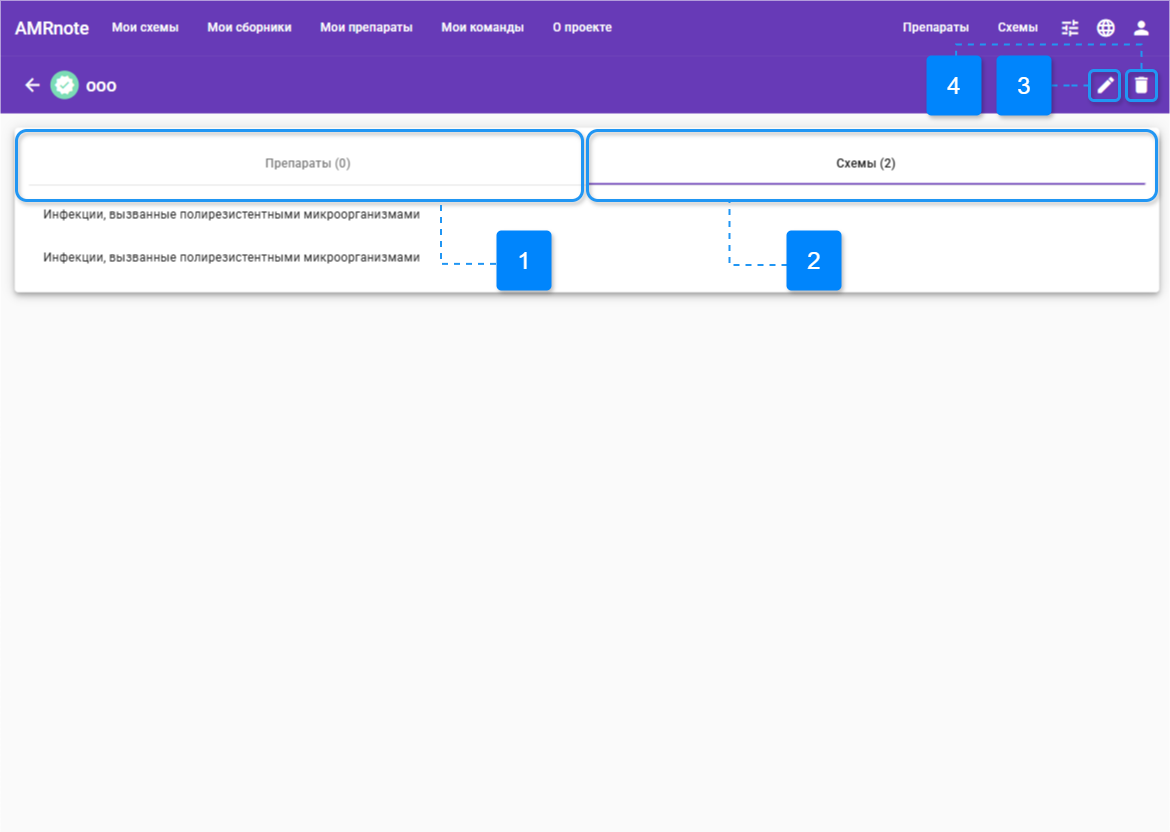 AMRnote Мои схемы Мои сборники Мои препараты Мои команды О проекте Препараты Схемы
ооо 4 3
Препараты (0) Схемы (2)
Инфекции, вызванные полирезистентными микроорганизмами
Инфекции, вызванные полирезистентными микроорганизмами
1 2